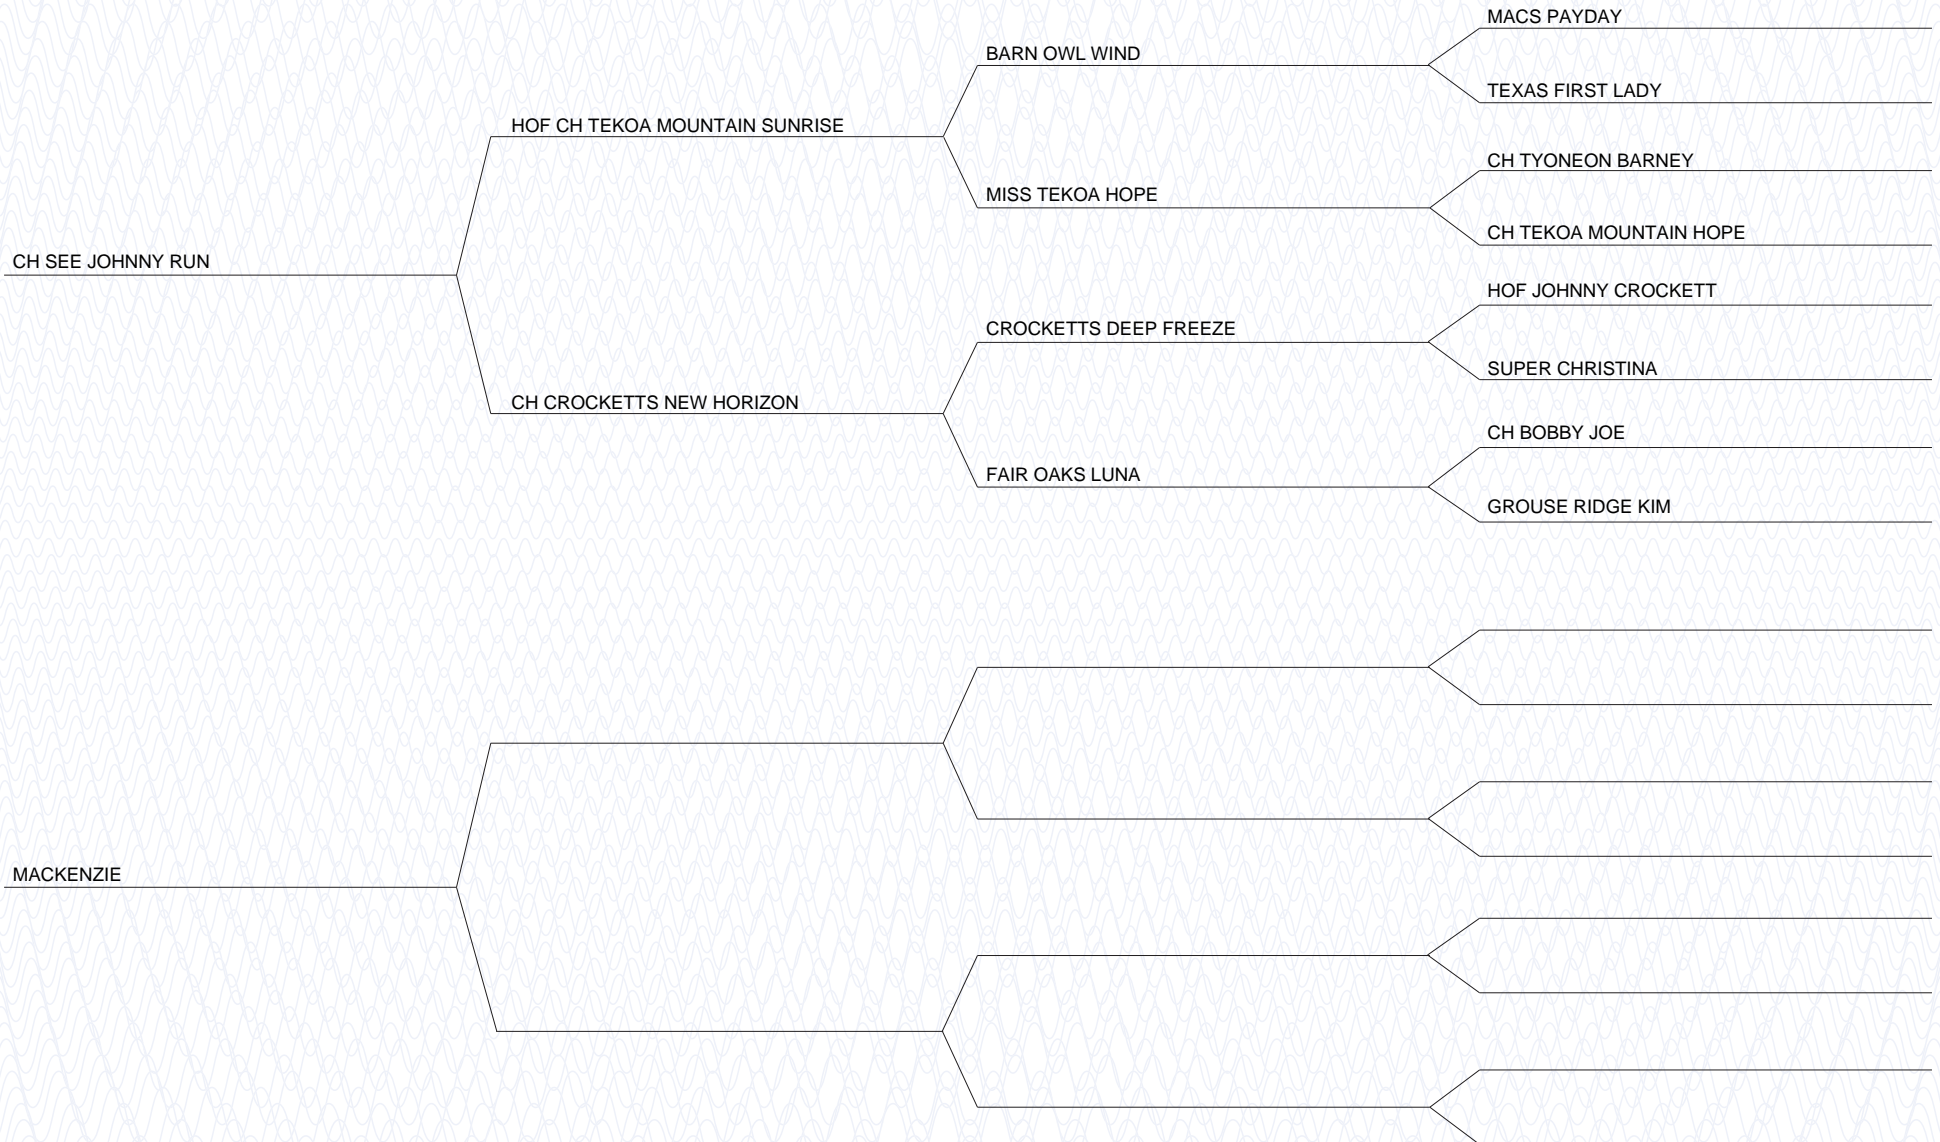 MACS PAYDAY
BARN OWL WIND
TEXAS FIRST LADY
HOF CH TEKOA MOUNTAIN SUNRISE
CH TYONEON BARNEY
MISS TEKOA HOPE
CH TEKOA MOUNTAIN HOPE
CH SEE JOHNNY RUN
HOF JOHNNY CROCKETT
CROCKETTS DEEP FREEZE
SUPER CHRISTINA
CH CROCKETTS NEW HORIZON
CH BOBBY JOE
FAIR OAKS LUNA
GROUSE RIDGE KIM
MACKENZIE